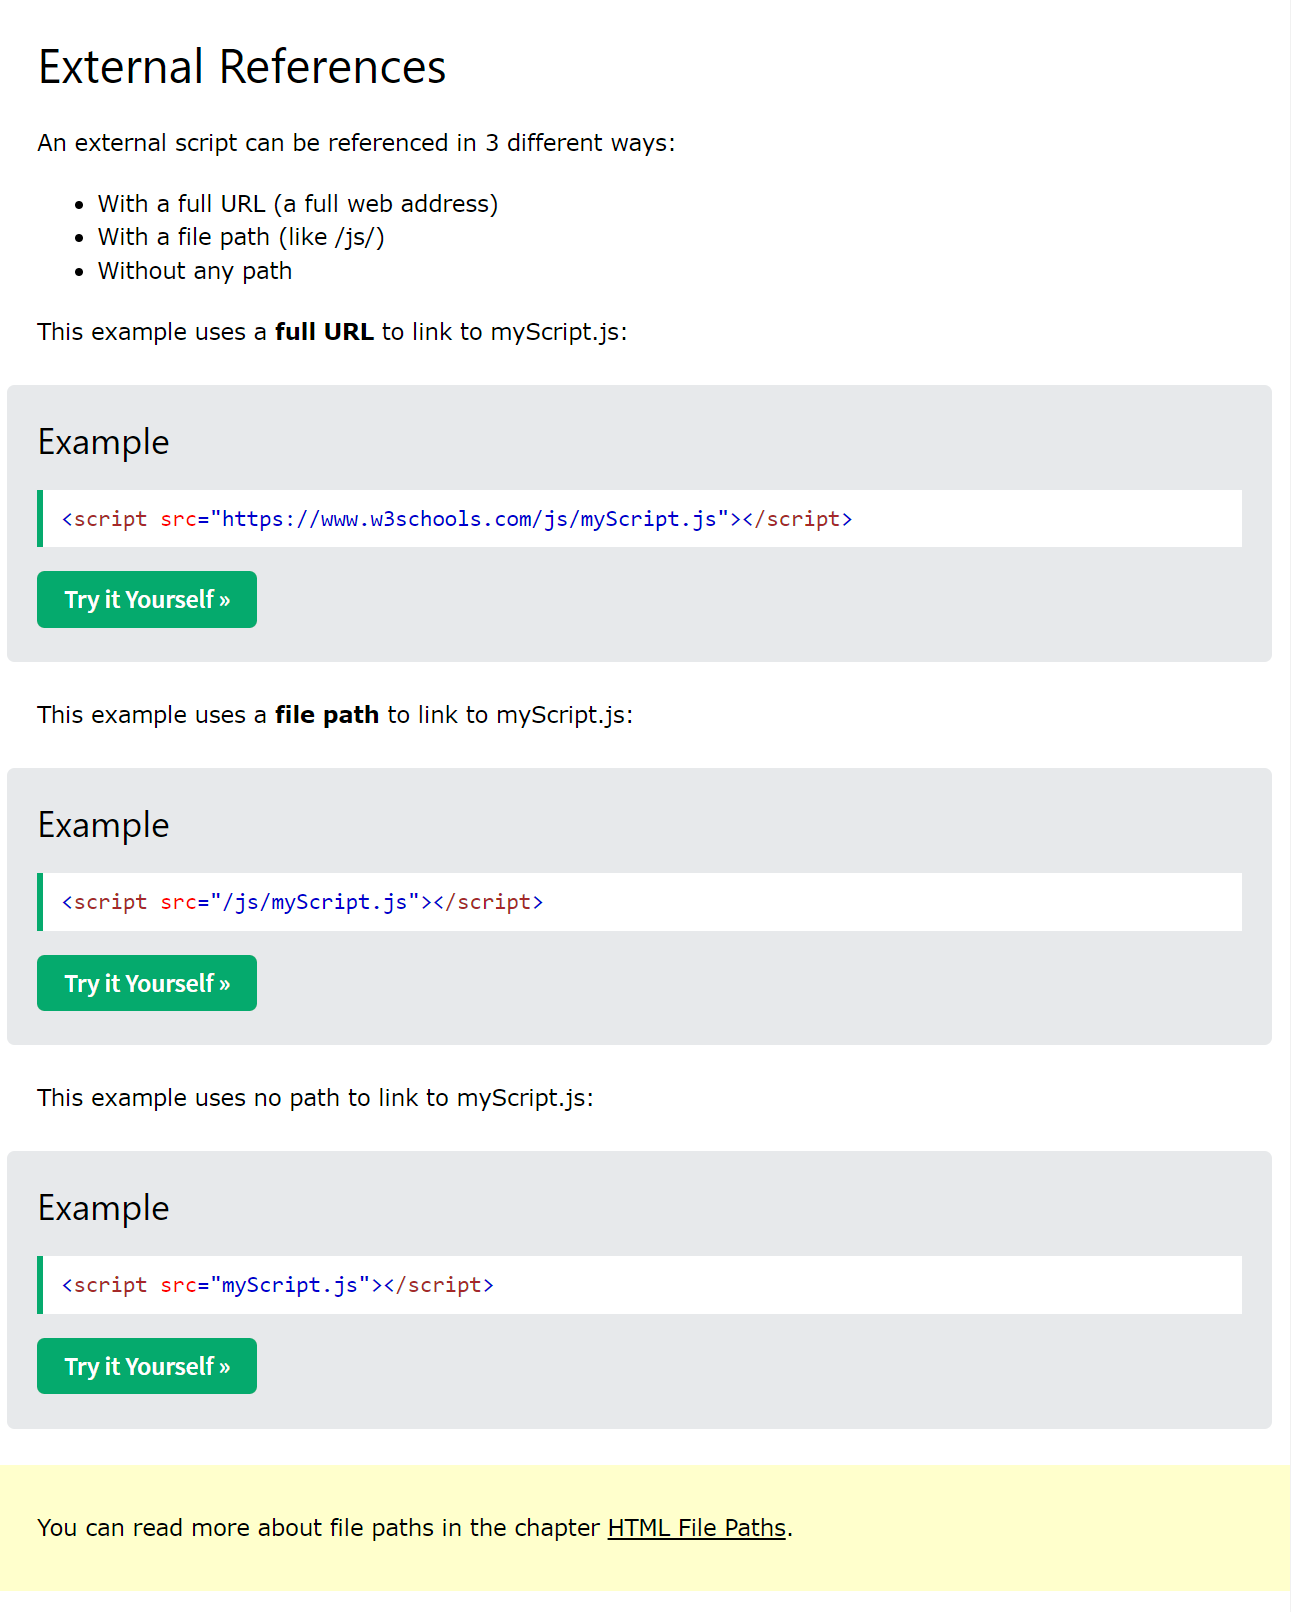 External References
An external script can be referenced in 3 different ways:
• With a full URL (a full web address)
• With a file path (like /js/)
• Without any path
This example uses a full URL to link to myScript.js:
Example
<script src="https://www.w3schools.com/js/myScript.js"></script>
Try it Yourself »
This example uses a file path to link to myScript.js:
Example
<script src="/js/myScript.js"></script>
Try it Yourself »
This example uses no path to link to myScript.js:
Example
<script src="myScript.js"></script>
Try it Yourself »
You can read more about file paths in the chapter HTML File Paths.